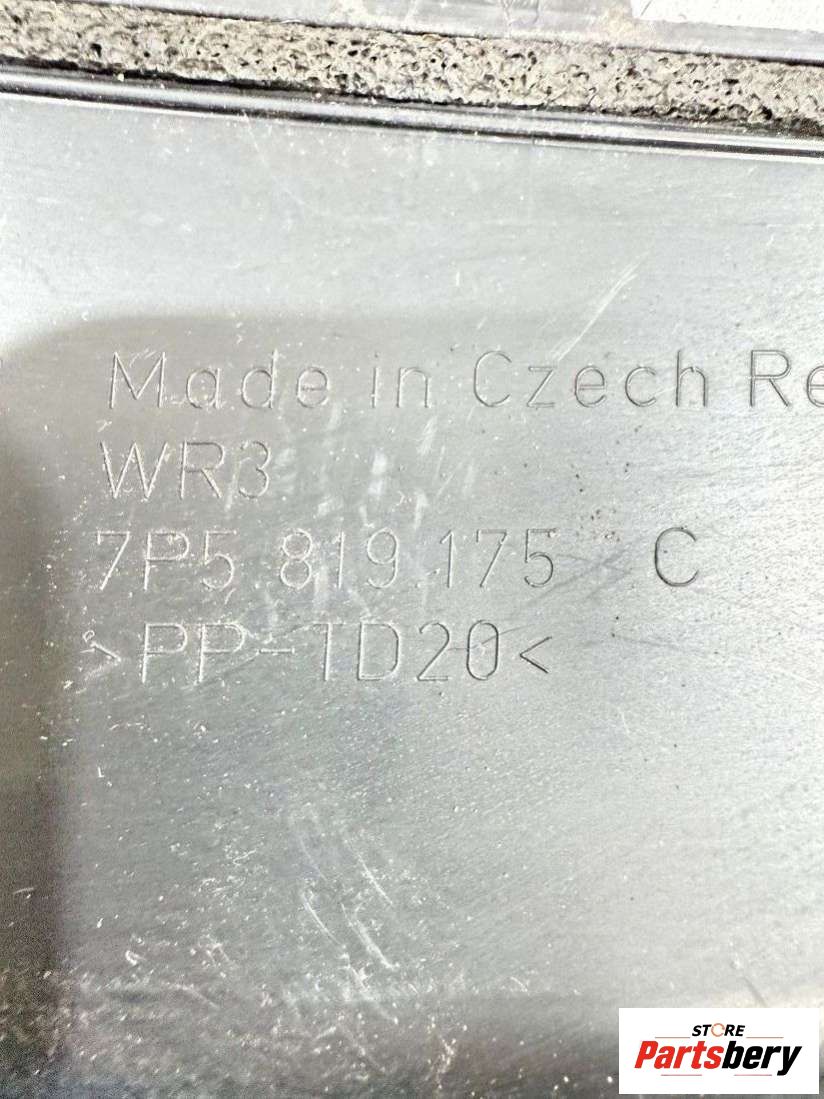 Made in Czech Re
WR3
7P5 819.175 C
>PP-TD20<
STORE
Partsbery